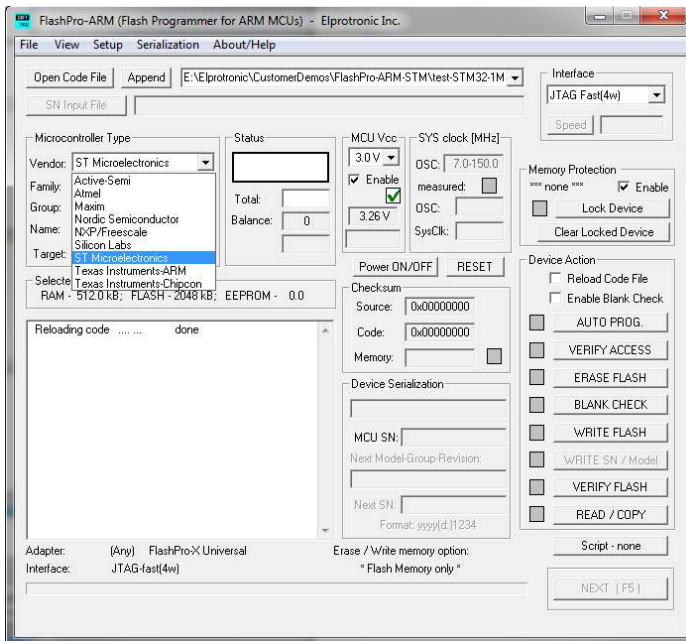 FlashPro-ARM (Flash Programmer for ARM MCUs) - Elprotronic Inc.
File View Setup Serialization About/Help
Open Code File Append E:\Elprotronic\CustomerDemos\FlashPro-ARM-STM\test-STM32-1M
SN Input File
Interface
JTAG Fast(4w)
Speed
Microcontroller Type
Vendor: ST Microelectronics
Family:
Group:
Name:
Target:
Active-Semi
Atmel
Maxim
Nordic Semiconductor
NXP/Freescale
Silicon Labs
ST Microelectronics
Texas Instruments-ARM
Texas Instruments-Chipcon
Status
Total:
Balance: 0
MCU Vcc
3.0 V
Enable
3.26 V
SYS clock [MHz]
OSC: 7.0-150.0
measured:
OSC:
SysClk:
Memory Protection
*** none *** Enable
Lock Device
Clear Locked Device
Power ON/OFF RESET
Selecte
RAM - 512.0 kB; FLASH - 2048 kB; EEPROM - 0.0
Reloading code .... ... done
Checksum
Source: 0x00000000
Code: 0x00000000
Memory:
Device Serialization
MCU SN:
Next Model-Group-Revision:
Next SN:
Format: yyyy(d:)1234
Device Action
Reload Code File
Enable Blank Check
AUTO PROG.
VERIFY ACCESS
ERASE FLASH
BLANK CHECK
WRITE FLASH
WRITE SN / Model
VERIFY FLASH
READ / COPY
Script - none
NEXT ( F5 )
Adapter: (Any) FlashPro-X Universal
Interface: JTAG-fast(4w)
Erase / Write memory option:
* Flash Memory only *